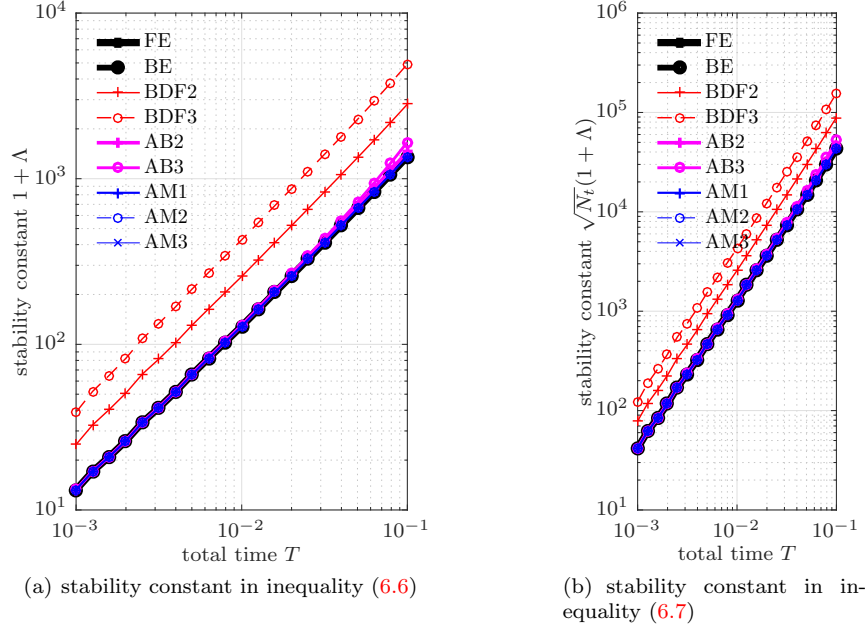 10^4
10^3
10^2
10^1
stability constant 1 + Λ
FE
BE
BDF2
BDF3
AB2
AB3
AM1
AM2
AM3
10^−3
10^−2
10^−1
total time T
(a) stability constant in inequality (6.6)
10^6
10^5
10^4
10^3
10^2
10^1
stability constant √N_t(1 + Λ)
FE
BE
BDF2
BDF3
AB2
AB3
AM1
AM2
AM3
10^−3
10^−2
10^−1
total time T
(b) stability constant in in-
equality (6.7)